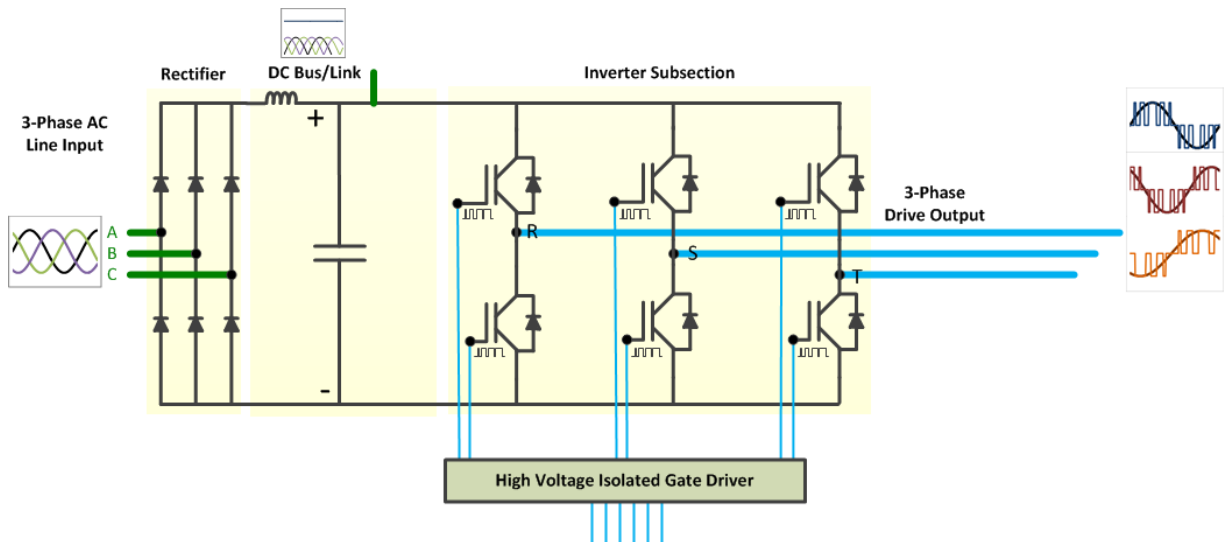 Rectifier
DC Bus/Link
Inverter Subsection
3-Phase AC
Line Input
+
-
A
B
C
R
S
T
3-Phase
Drive Output
High Voltage Isolated Gate Driver